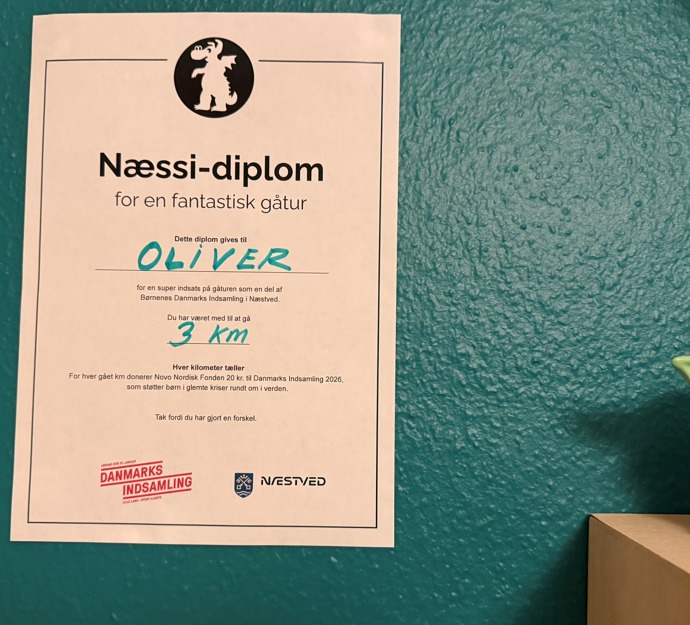 Næssi-diplom
for en fantastisk gåtur
Dette diplom gives til
OLIVER
for en super indsats på gåturen som en del af
Børnenes Danmarks Indsamling i Næstved.
Du har været med til at gå
3 KM
Hver kilometer tæller
For hver gået km donerer Novo Nordisk Fonden 20 kr. til Danmarks Indsamling 2026,
som støtter børn i glemte kriser rundt om i verden.
Tak fordi du har gjort en forskel.
DANMARKS
INDSAMLING
NÆSTVED